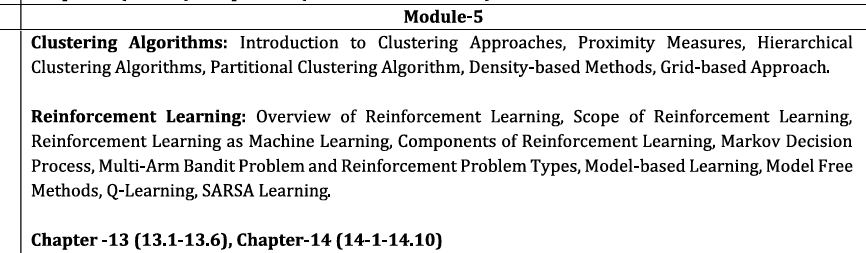 Module-5
Clustering Algorithms: Introduction to Clustering Approaches, Proximity Measures, Hierarchical
Clustering Algorithms, Partitional Clustering Algorithm, Density-based Methods, Grid-based Approach.
Reinforcement Learning: Overview of Reinforcement Learning, Scope of Reinforcement Learning,
Reinforcement Learning as Machine Learning, Components of Reinforcement Learning, Markov Decision
Process, Multi-Arm Bandit Problem and Reinforcement Problem Types, Model-based Learning, Model Free
Methods, Q-Learning, SARSA Learning.
Chapter -13 (13.1-13.6), Chapter-14 (14-1-14.10)